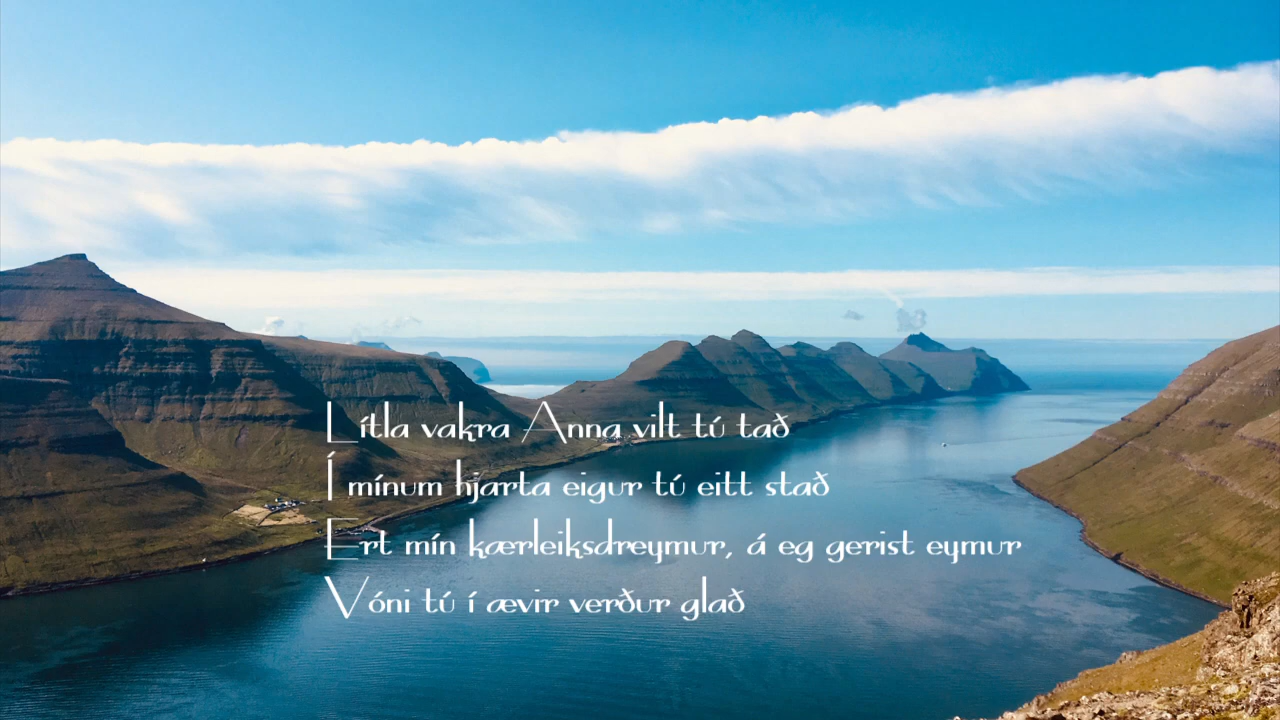 Lítla vakra Anna vilt tú tað
Í mínum hjarta eigur tú eitt stað
Ert mín kærleiksdreymur, á eg gerist eymur
Vóni tú í ævir verður glað